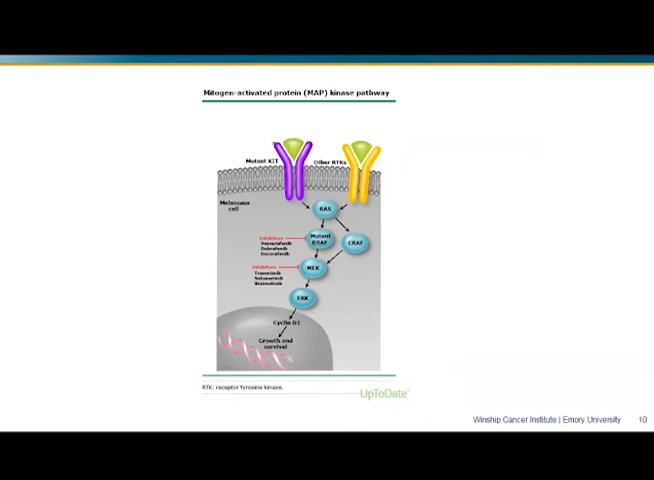 Mitogen-activated protein (MAP) kinase pathway
Mutant KIT
Other RTKs
Melanoma
cell
RAS
Inhibitors
Vemurafenib
Dabrafenib
Encorafenib
Mutant
BRAF
CRAF
Inhibitors
Trametinib
Selumetinib
Binimetinib
MEK
ERK
Cyclin D1
Growth and
survival
RTK: receptor tyrosine kinase.
UpToDate®
Winship Cancer Institute | Emory University 10